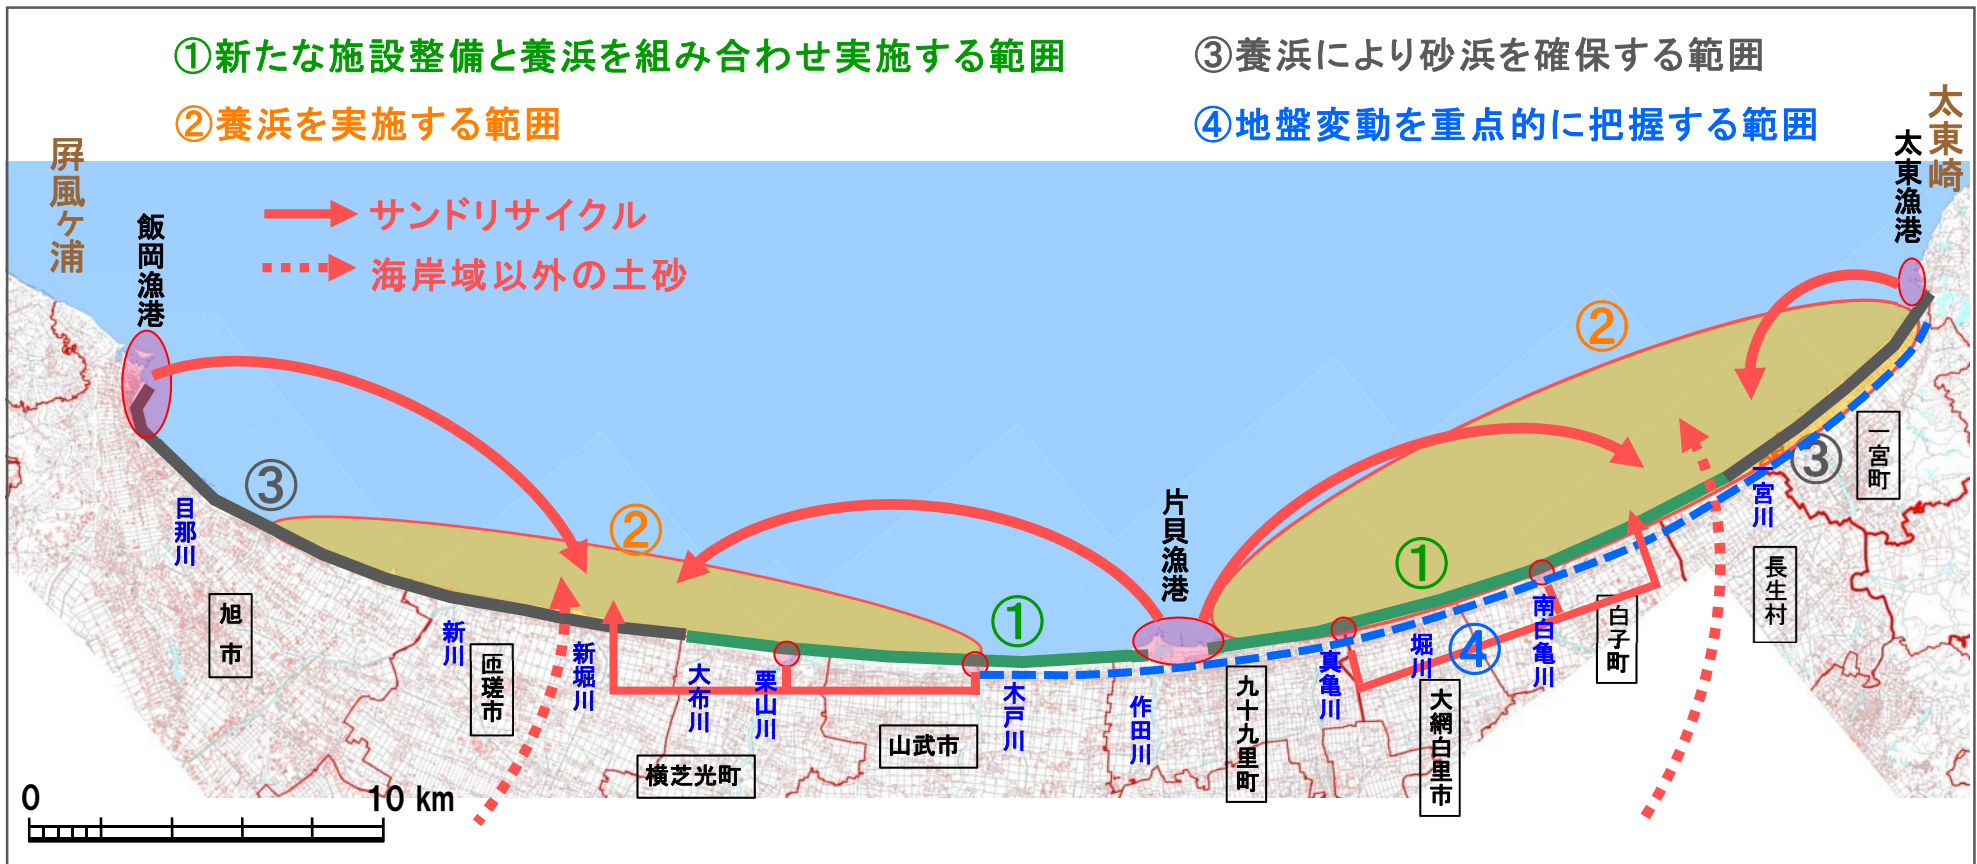 ①新たな施設整備と養浜を組み合わせ実施する範囲
③養浜により砂浜を確保する範囲
②養浜を実施する範囲
④地盤変動を重点的に把握する範囲
屛風ヶ浦
太東崎
飯岡漁港
太東漁港
サンドリサイクル
海岸域以外の土砂
②
③
②
③
片貝漁港
①
①
④
目那川
新川
新堀川
大布川
栗山川
木戸川
作田川
真亀川
堀川
南白亀川
一宮川
旭市
匝瑳市
横芝光町
山武市
九十九里町
大網白里市
白子町
長生村
一宮町
0
10 km